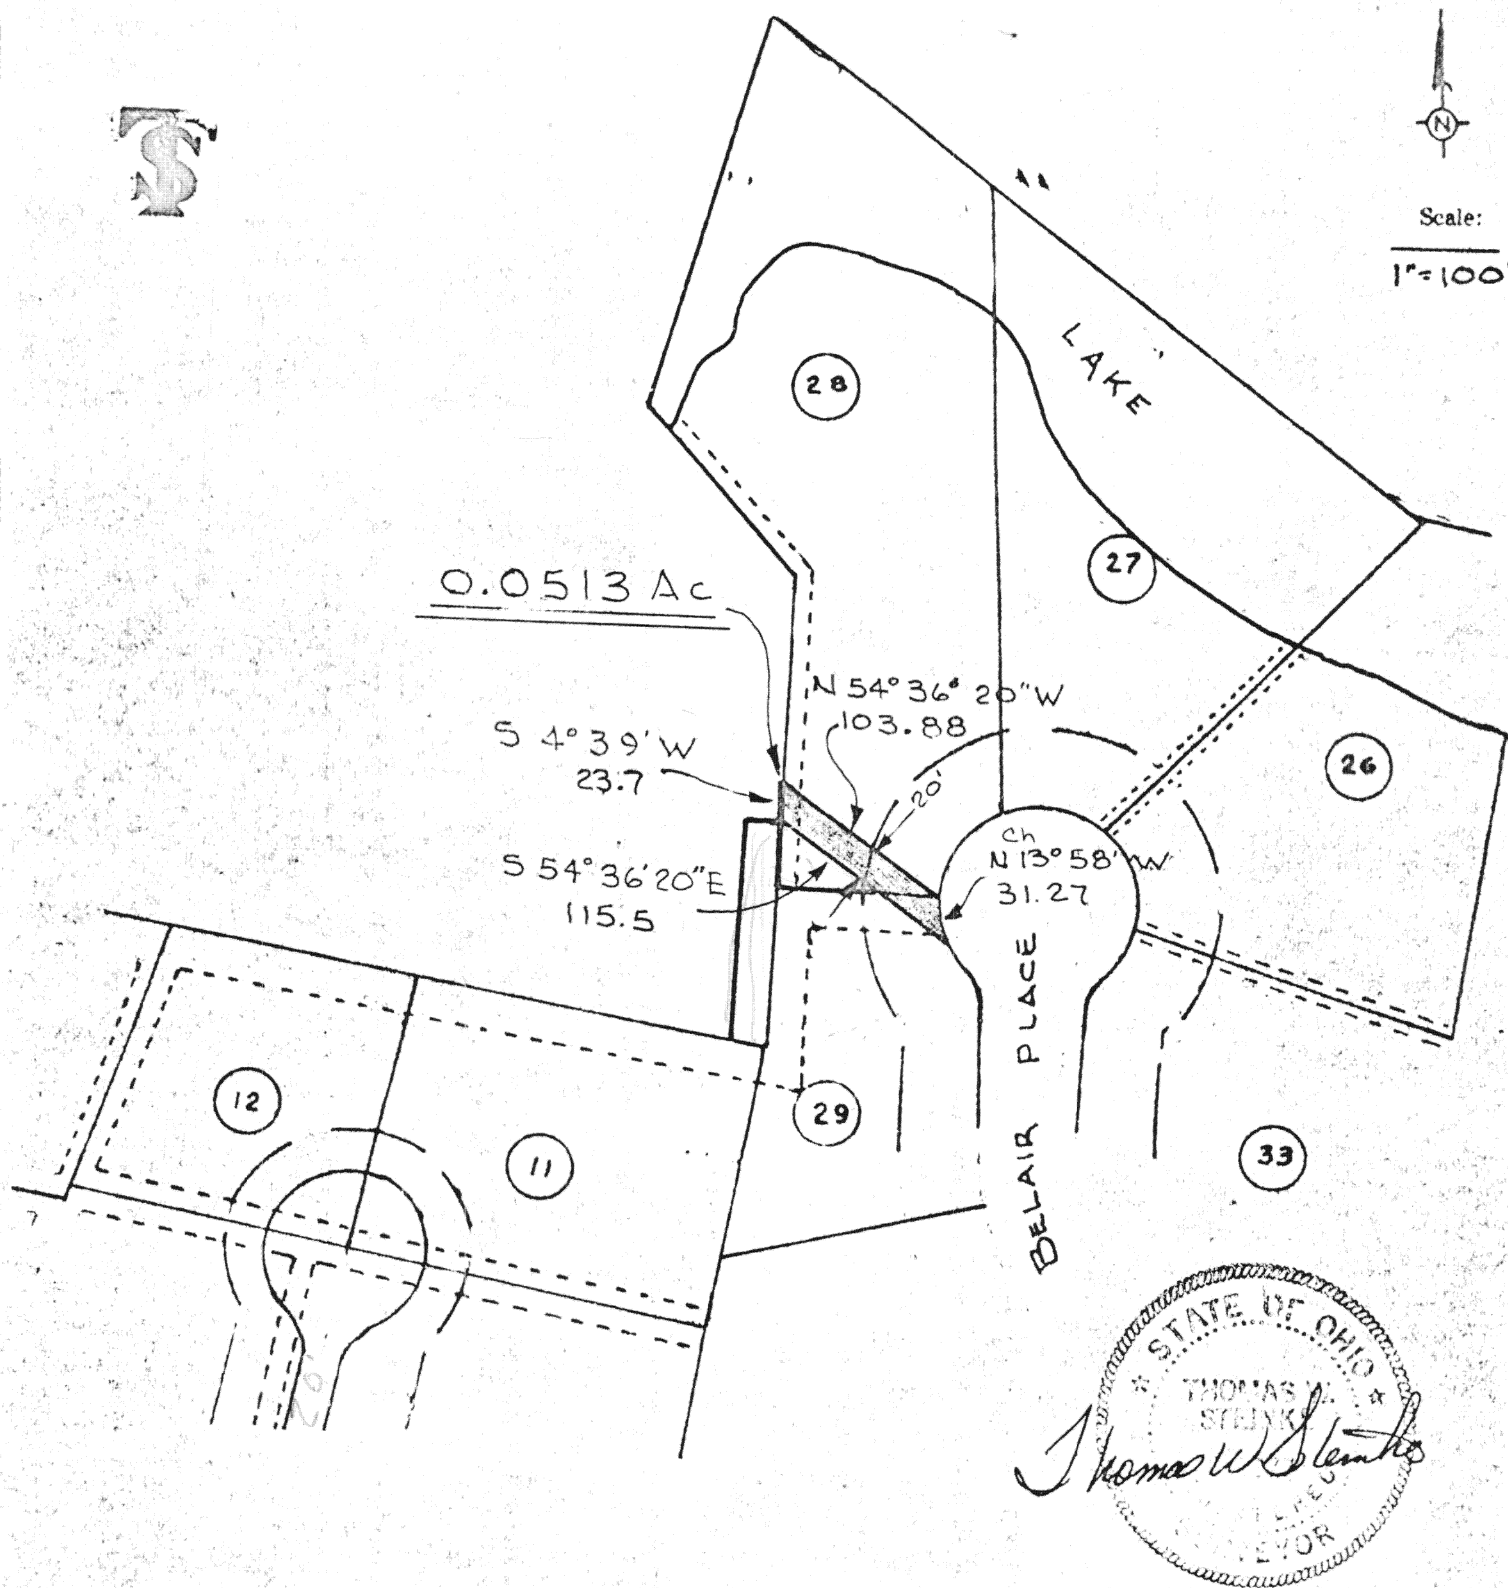 N
Scale:
1"=100'
LAKE
28
27
0.0513 Ac
N 54° 36' 20" W
103.88
S 4° 39' W
23.7
26
20'
Ch
N 13° 58' W
31.27
S 54° 36' 20" E
115.5
BELAIR PLACE
12
11
29
33
STATE OF OHIO
THOMAS W.
STEINKE
Thomas W Steinke